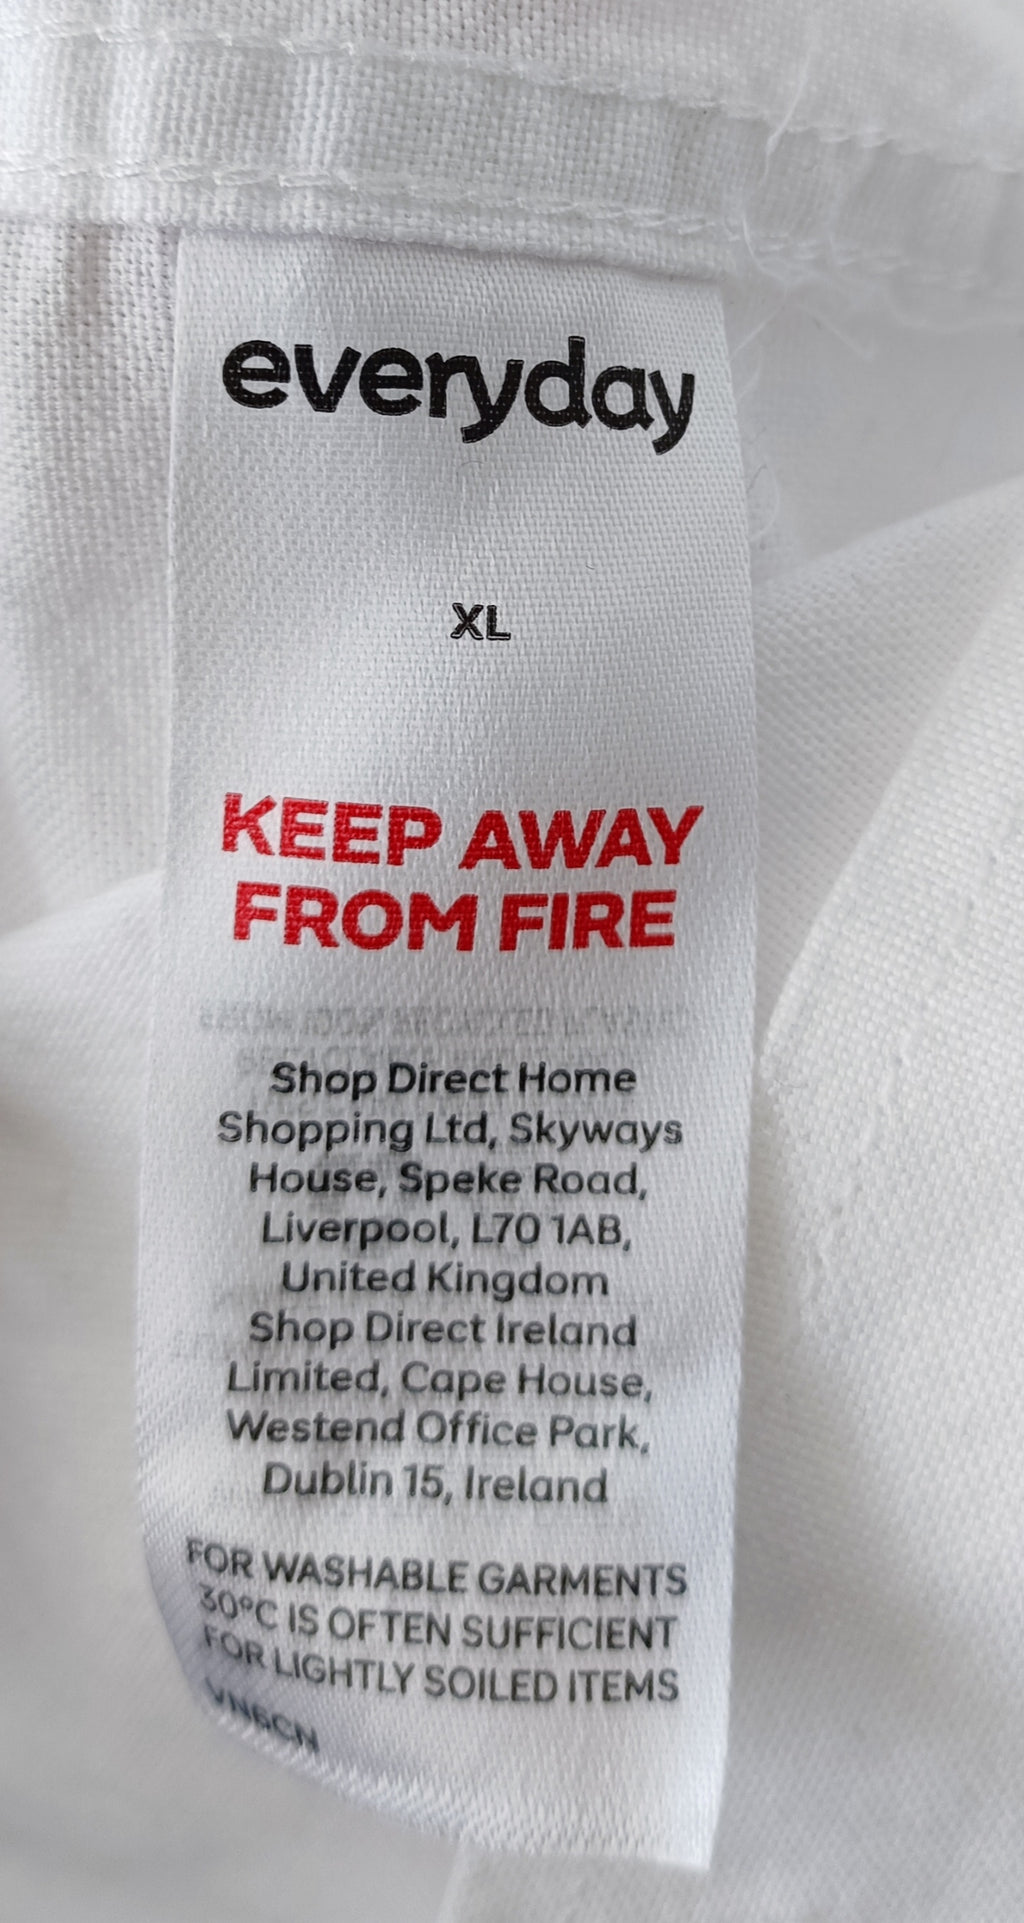 everyday
XL
KEEP AWAY
FROM FIRE
Shop Direct Home
Shopping Ltd, Skyways
House, Speke Road,
Liverpool, L70 1AB,
United Kingdom
Shop Direct Ireland
Limited, Cape House,
Westend Office Park,
Dublin 15, Ireland
FOR WASHABLE GARMENTS
30°C IS OFTEN SUFFICIENT
FOR LIGHTLY SOILED ITEMS
VN6CN